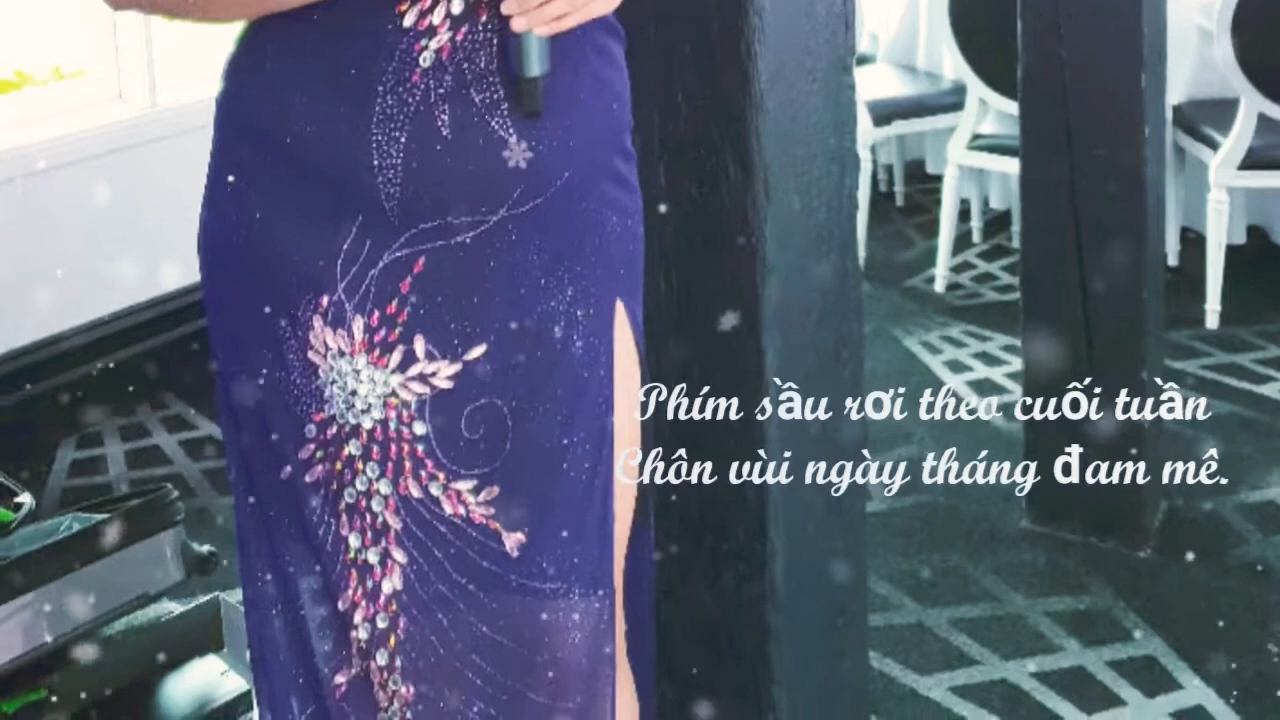 Phím sầu rơi theo cuối tuần
Chôn vùi ngày tháng đam mê.